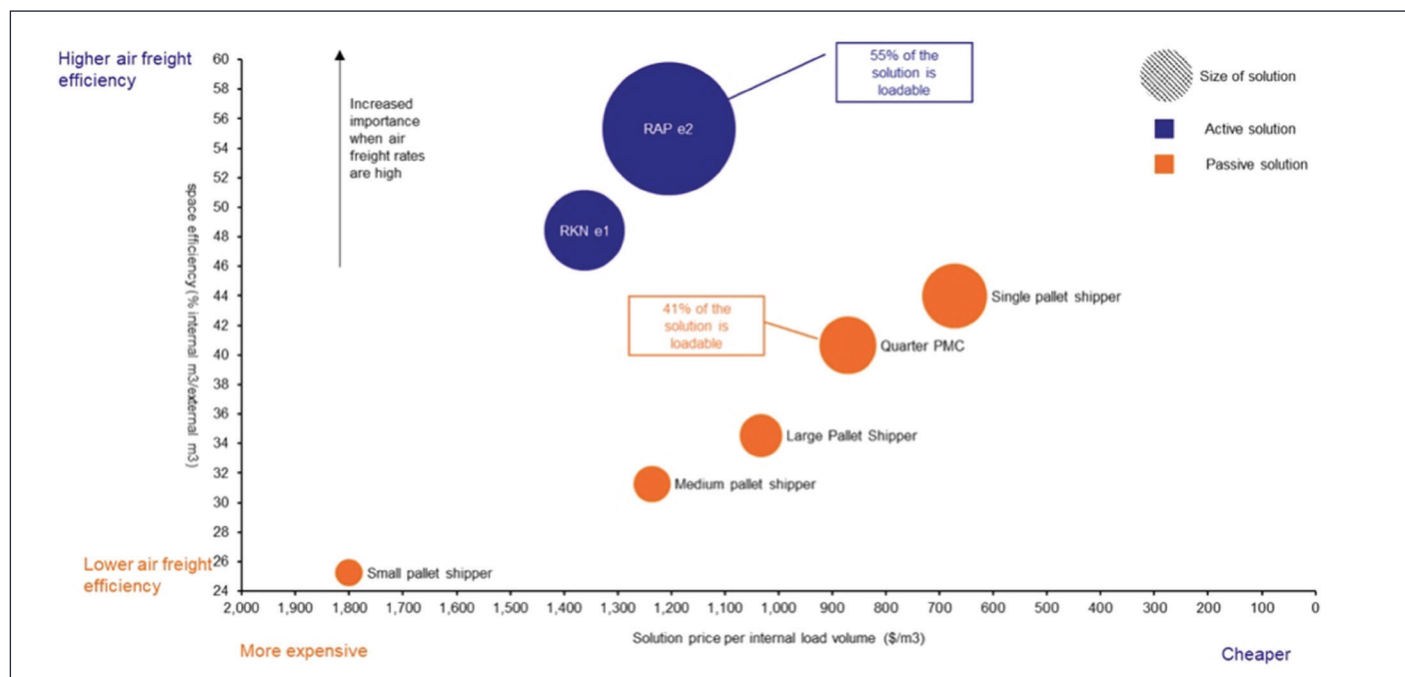 Higher air freight
efficiency
60
58
56
54
52
50
48
46
44
42
40
38
36
34
32
30
28
26
24
space efficiency (% internal m3/external m3)
Increased
importance
when air
freight rates
are high
RAP e2
55% of the
solution is
loadable
RKN e1
41% of the
solution is
loadable
Single pallet shipper
Quarter PMC
Large Pallet Shipper
Medium pallet shipper
Small pallet shipper
Size of solution
Active solution
Passive solution
Lower air freight
efficiency
2,000 1,900 1,800 1,700 1,600 1,500 1,400 1,300 1,200 1,100 1,000 900 800 700 600 500 400 300 200 100 0
Solution price per internal load volume ($/m3)
More expensive
Cheaper